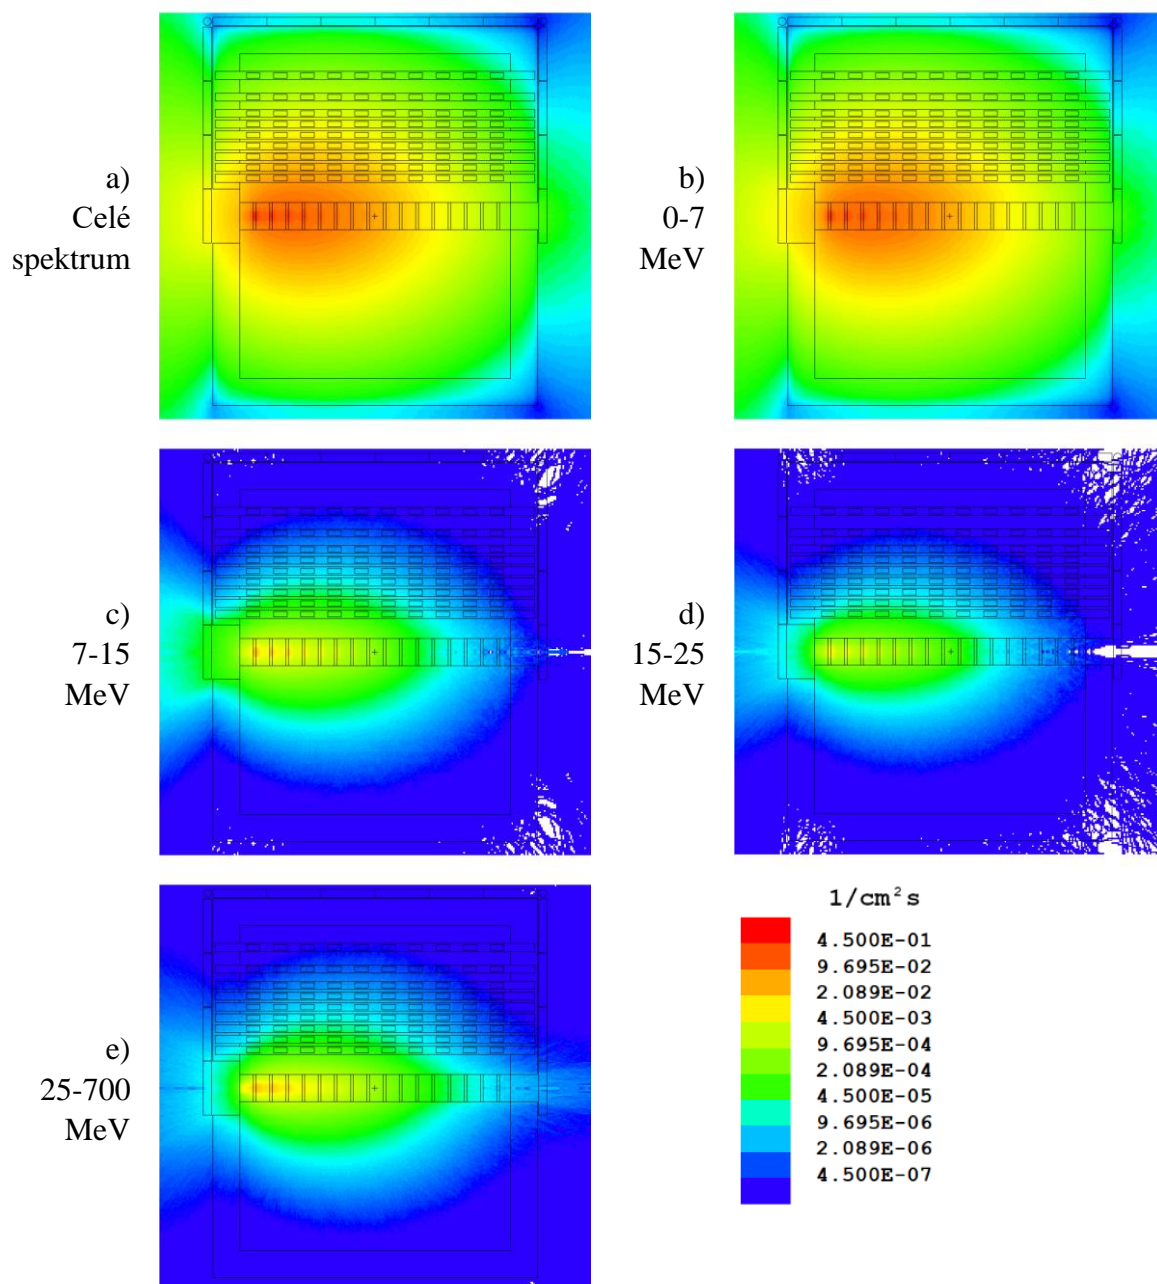 a)
Celé
spektrum
b)
0-7
MeV
c)
7-15
MeV
d)
15-25
MeV
e)
25-700
MeV
1/cm²s
4.500E-01
9.695E-02
2.089E-02
4.500E-03
9.695E-04
2.089E-04
4.500E-05
9.695E-06
2.089E-06
4.500E-07